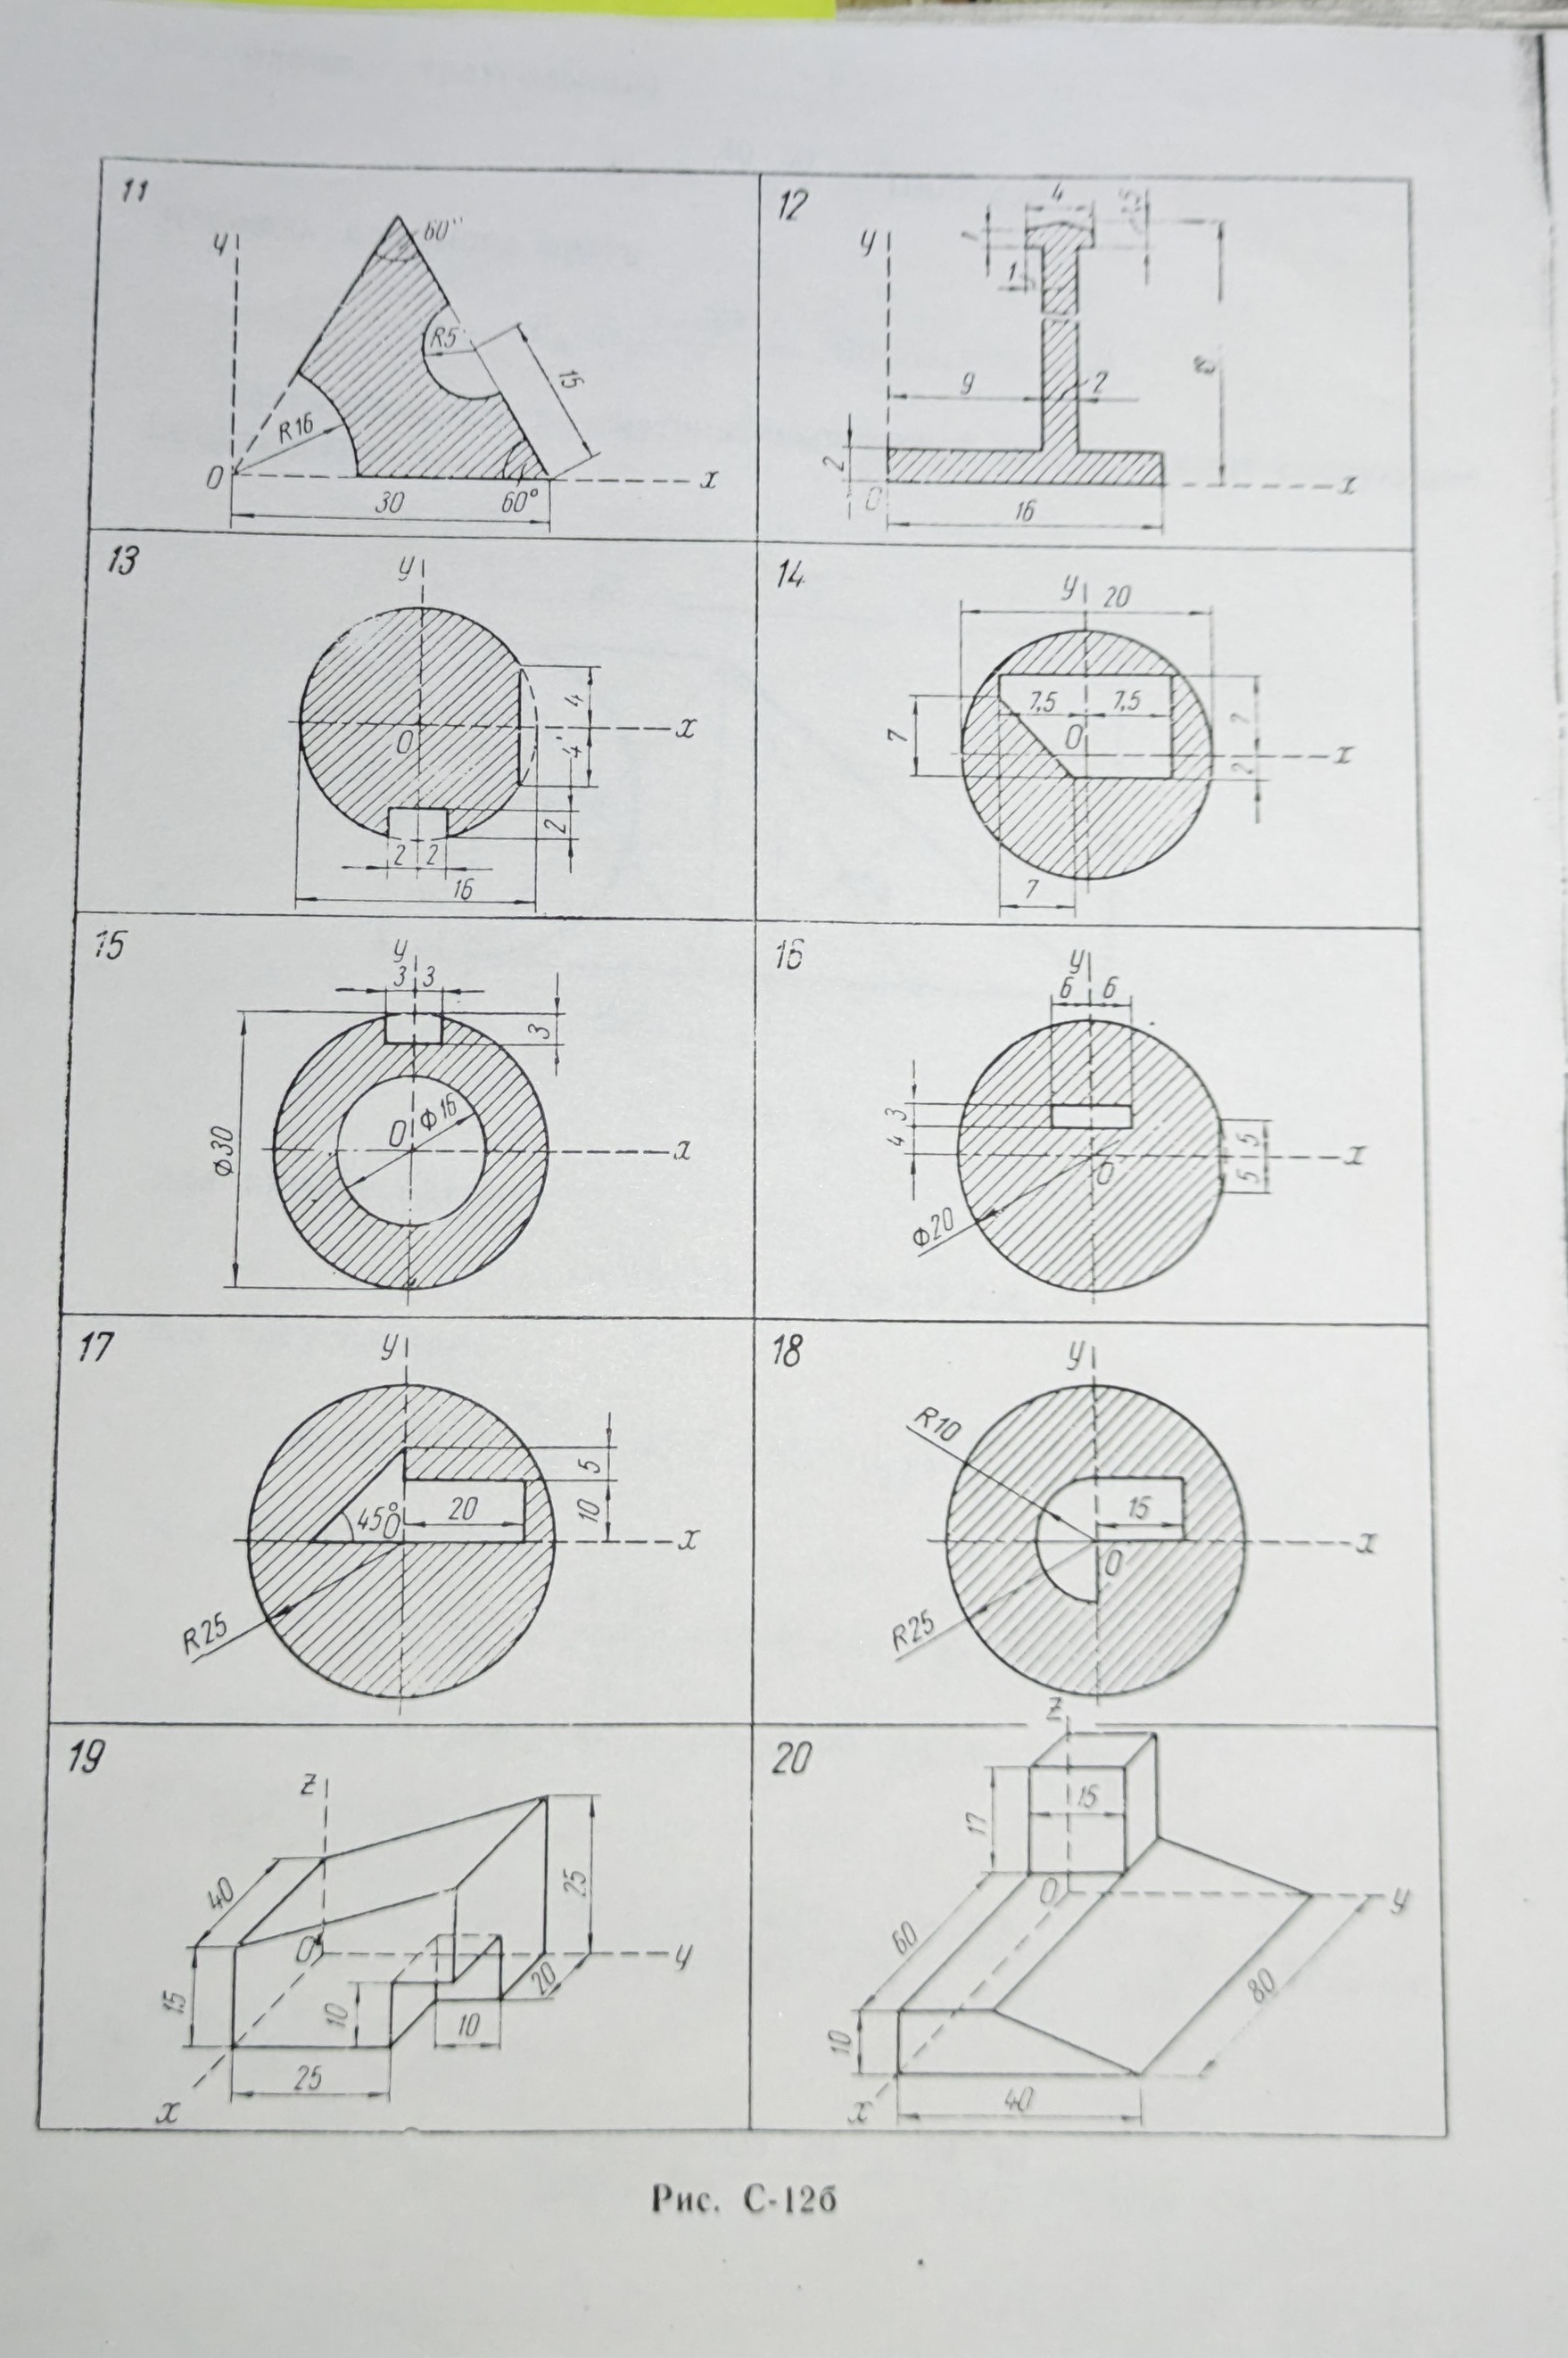 11
y
60°
R5
15
R16
O
x
30
60°
12
4
1,5
y
1
1
9
2
2
O
x
16
13
y
4
O
x
4
2
2 2
16
14
y 20
7,5 7,5
7
7
O
x
2
7
15
y
3 3
3
O
Φ16
Φ30
x
16
y
6 6
3
4
5
x
O
5
Φ20
17
y
5
45°
O
20
10
x
R25
18
y
R10
15
x
O
R25
19
z
40
25
O
y
15
10
20
10
25
x
20
z
15
17
O
y
60
80
10
x
40
Рис. С-12б